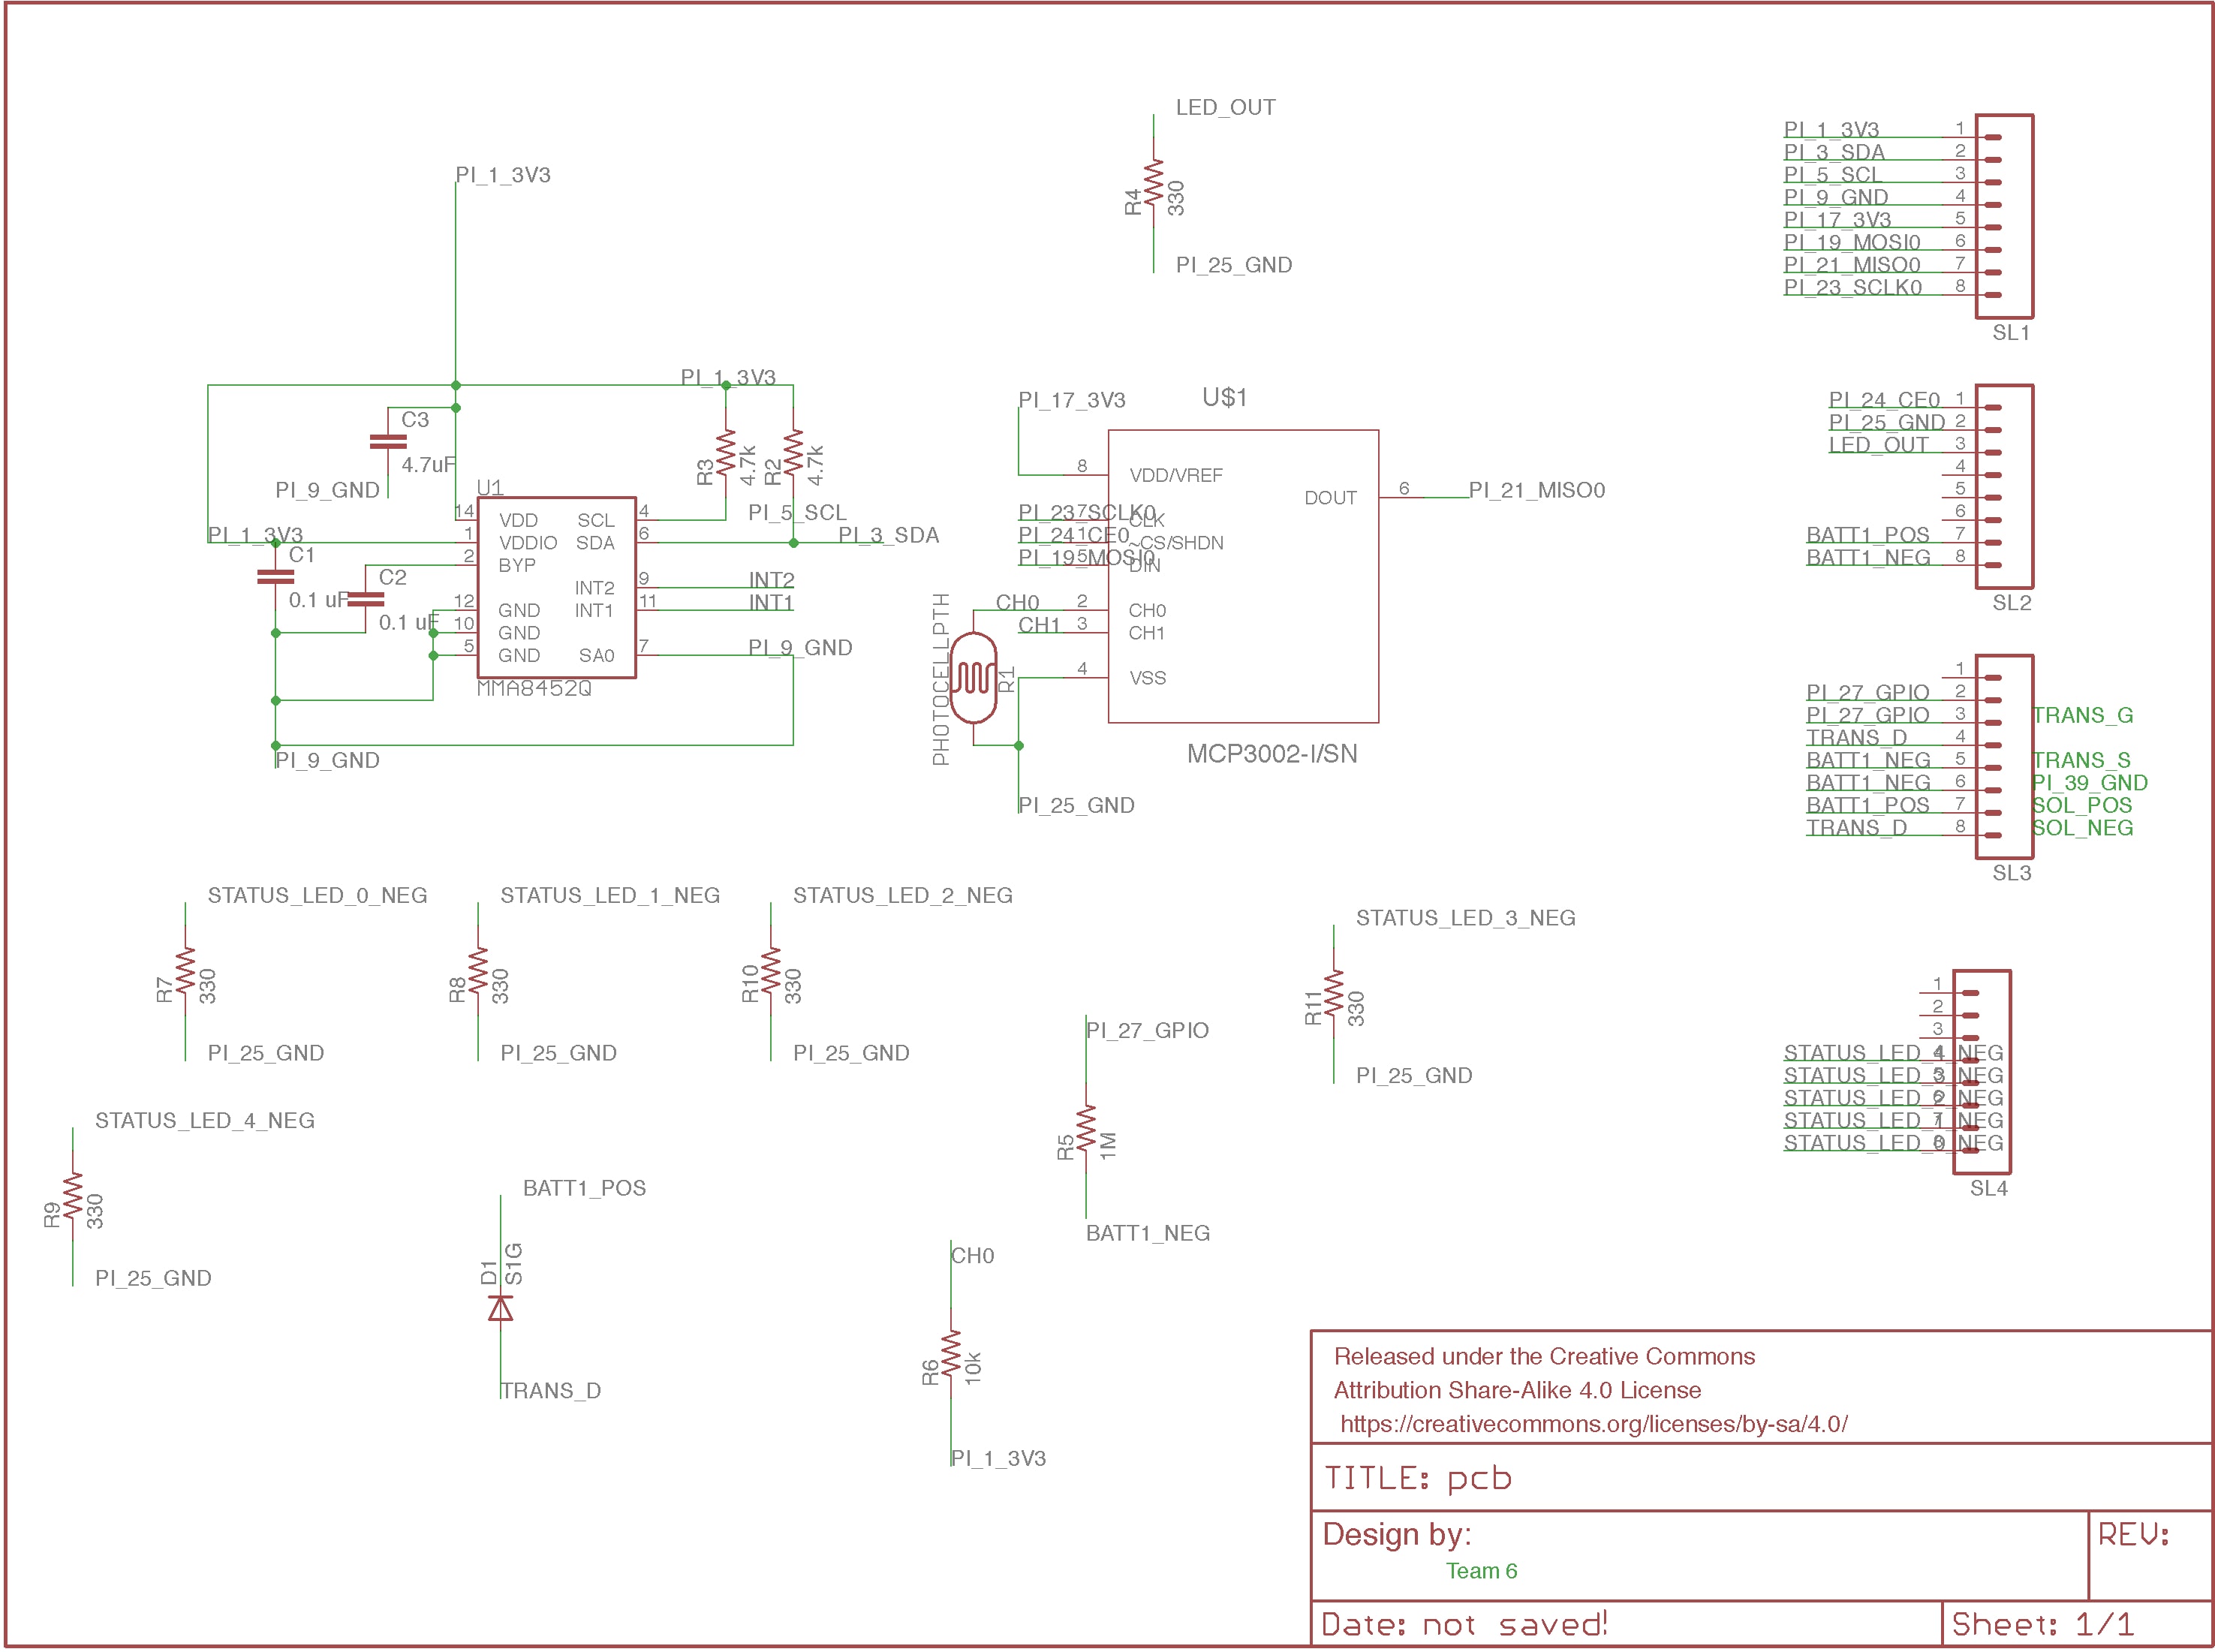 LED_OUT
R4
330
PI_25_GND
PI_1_3V3
PI_1_3V3
C3
4.7uF
PI_9_GND
R3
4.7k
R2
4.7k
U1
PI_1_3V3
C1
0.1 uF
C2
0.1 uF
14 VDD SCL 4
1 VDDIO SDA 6
2 BYP
INT2 9
12 GND INT1 11
10 GND
5 GND SA0 7
MMA8452Q
PI_5_SCL
PI_3_SDA
INT2
INT1
PI_9_GND
PI_9_GND
PI_17_3V3
U$1
8 VDD/VREF
DOUT 6 PI_21_MISO0
PI_23_SCLK0 7 CLK
PI_24_CE0 1 ~CS/SHDN
PI_19_MOSI0 5 DIN
CH0 2 CH0
CH1 3 CH1
4 VSS
PHOTOCELLPTH
R1
MCP3002-I/SN
PI_25_GND
PI_1_3V3 1
PI_3_SDA 2
PI_5_SCL 3
PI_9_GND 4
PI_17_3V3 5
PI_19_MOSI0 6
PI_21_MISO0 7
PI_23_SCLK0 8
SL1
PI_24_CE0 1
PI_25_GND 2
LED_OUT 3
4
5
6
BATT1_POS 7
BATT1_NEG 8
SL2
1
PI_27_GPIO 2
PI_27_GPIO 3 TRANS_G
TRANS_D 4
BATT1_NEG 5 TRANS_S
BATT1_NEG 6 PI_39_GND
BATT1_POS 7 SOL_POS
TRANS_D 8 SOL_NEG
SL3
STATUS_LED_0_NEG
R7
330
PI_25_GND
STATUS_LED_1_NEG
R8
330
PI_25_GND
STATUS_LED_2_NEG
R10
330
PI_25_GND
STATUS_LED_3_NEG
R11
330
PI_25_GND
PI_27_GPIO
R5
1M
BATT1_NEG
1
2
3
STATUS_LED_4_NEG 4
STATUS_LED_3_NEG 5
STATUS_LED_2_NEG 6
STATUS_LED_1_NEG 7
STATUS_LED_0_NEG 8
SL4
STATUS_LED_4_NEG
R9
330
PI_25_GND
BATT1_POS
D1
S1G
TRANS_D
CH0
R6
10k
PI_1_3V3
Released under the Creative Commons
Attribution Share-Alike 4.0 License
https://creativecommons.org/licenses/by-sa/4.0/
TITLE: pcb
Design by:
Team 6
REV:
Date: not saved!
Sheet: 1/1